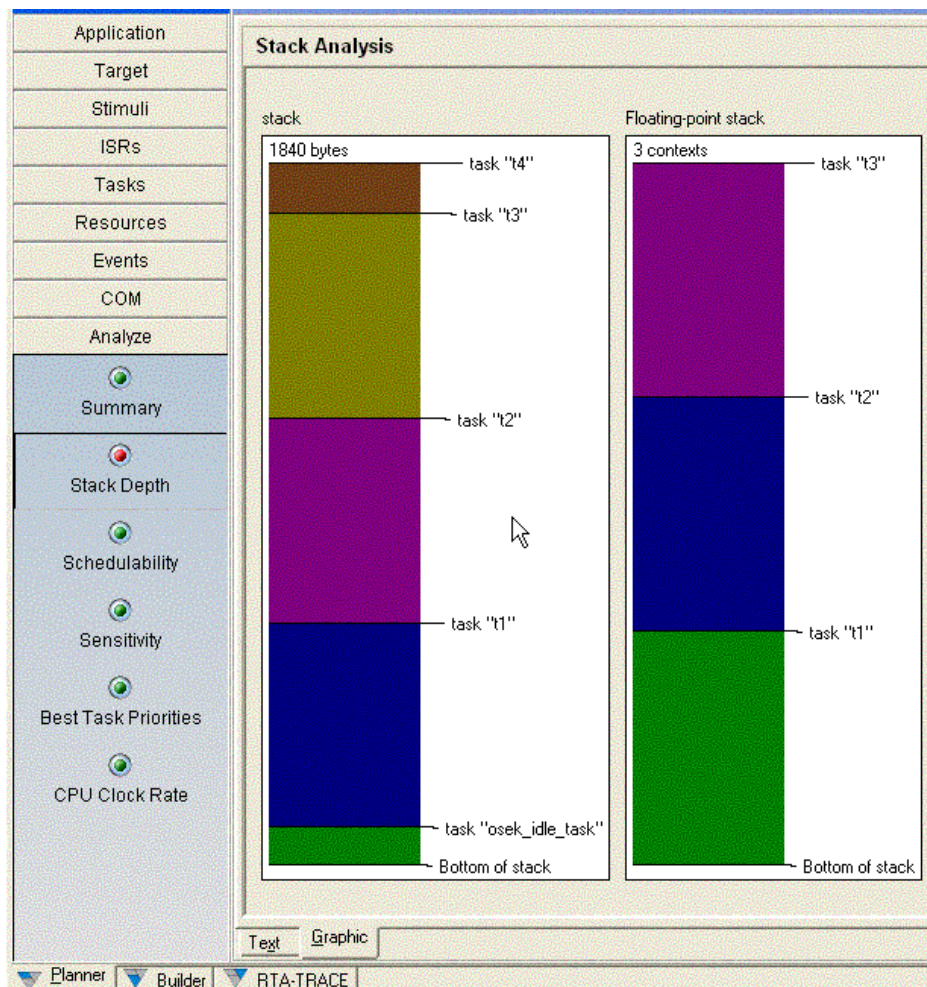 Application
Target
Stimuli
ISRs
Tasks
Resources
Events
COM
Analyze
Summary
Stack Depth
Schedulability
Sensitivity
Best Task Priorities
CPU Clock Rate
Stack Analysis
stack
1840 bytes
task "t4"
task "t3"
task "t2"
task "t1"
task "osek_idle_task"
Bottom of stack
Floating-point stack
3 contexts
task "t3"
task "t2"
task "t1"
Bottom of stack
Text
Graphic
Planner
Builder
RTA-TRACE